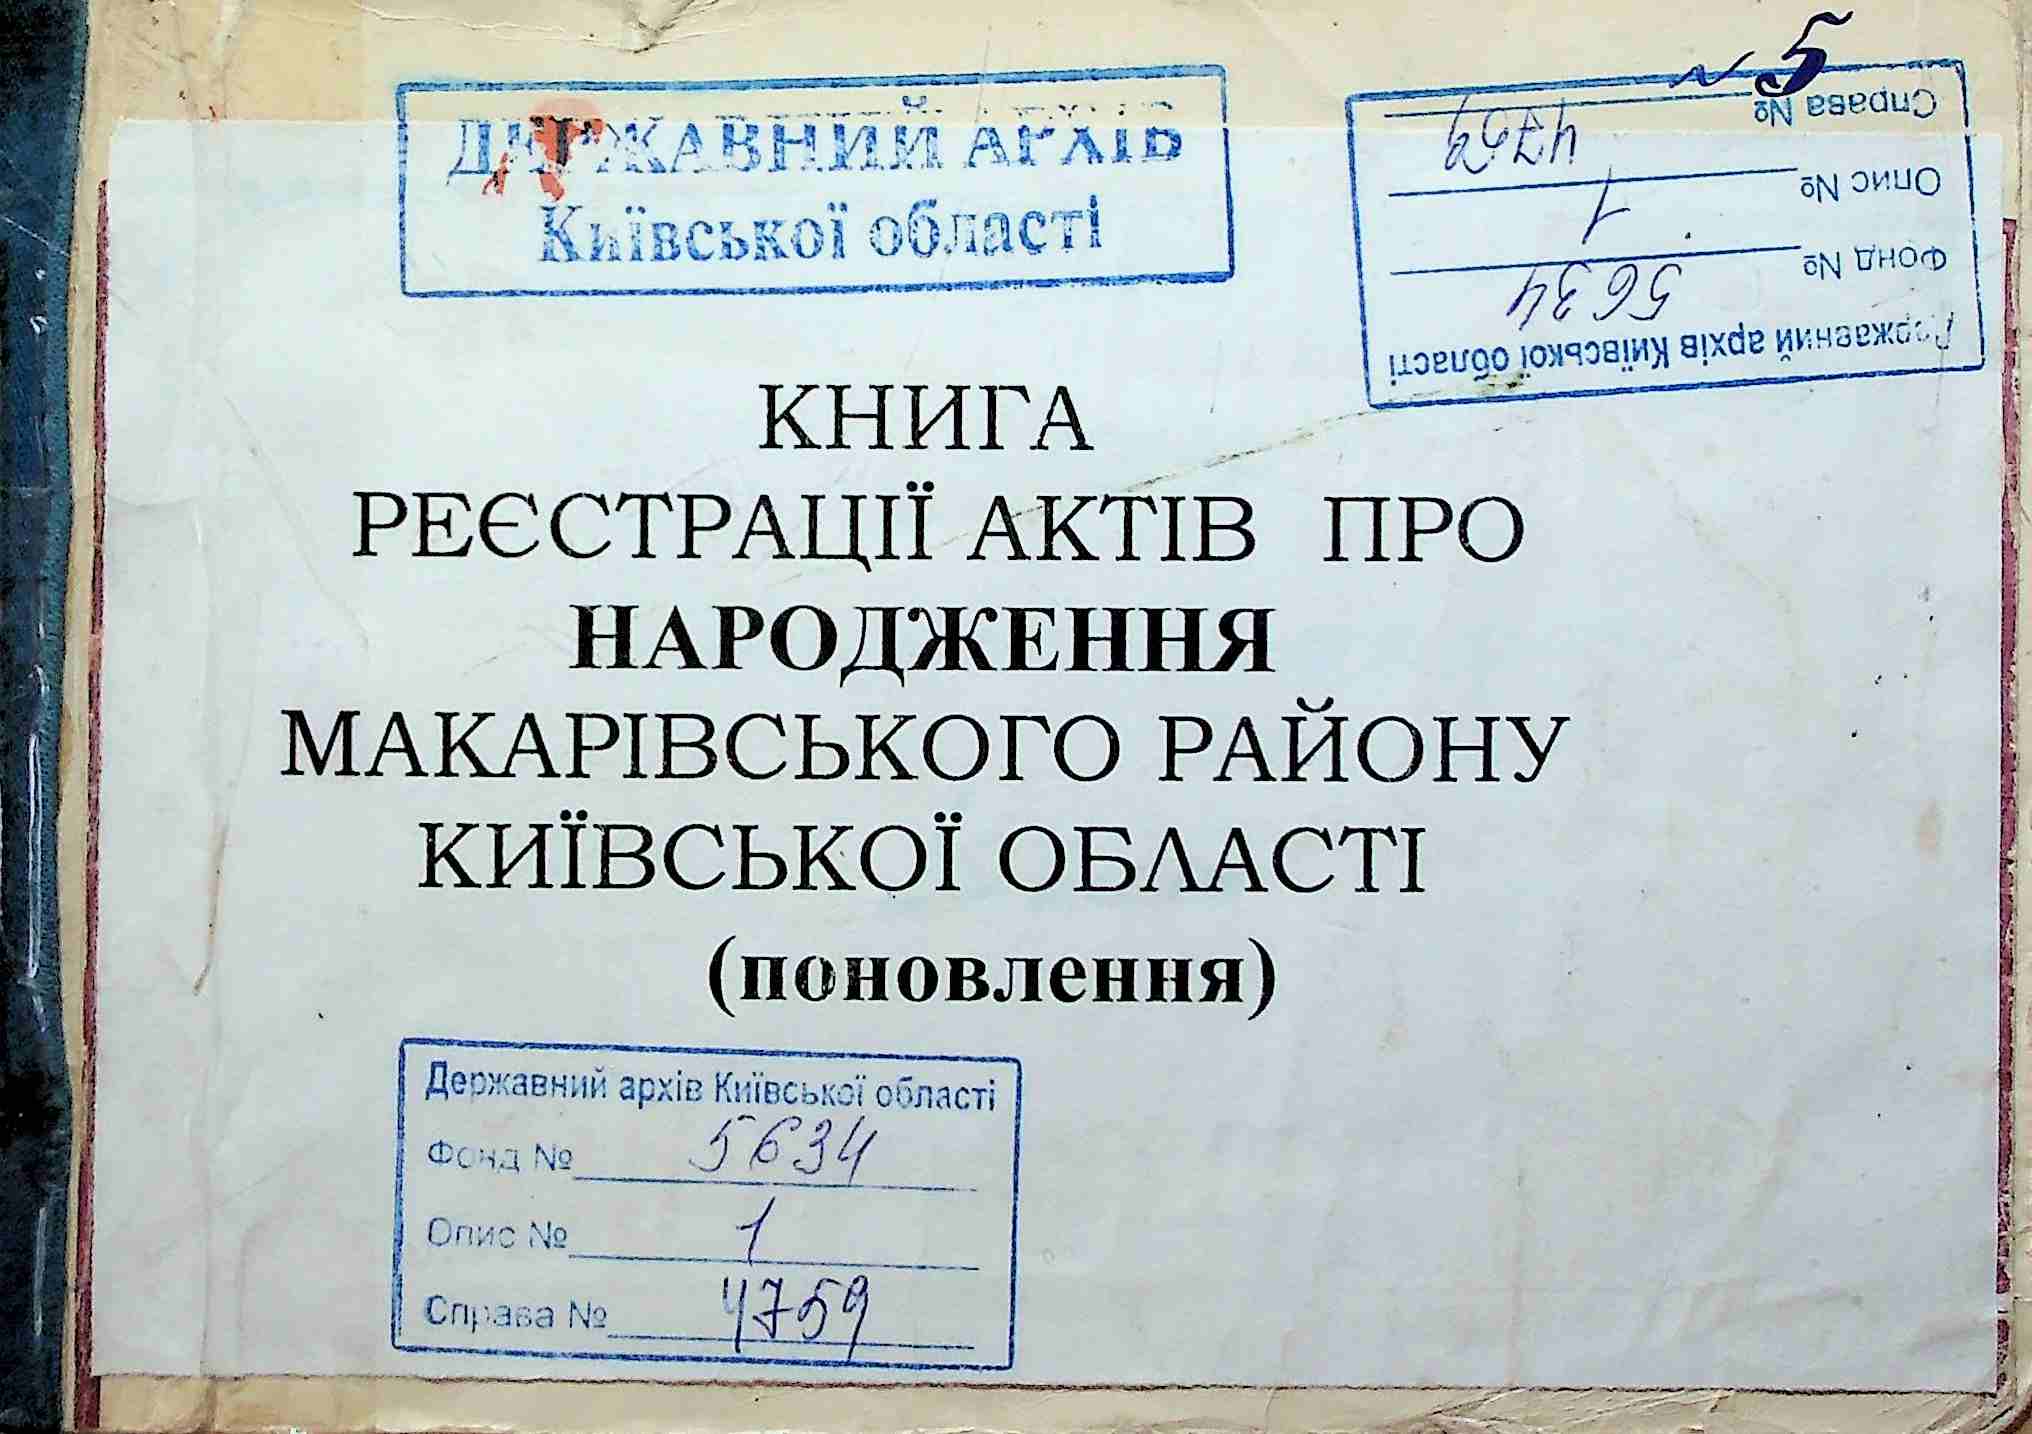 № 5
ДЕРЖАВНИЙ АРХІВ
Київської області
Державний архів Київської області
Фонд № 5634
Опис № 1
Справа № 4759
КНИГА
РЕЄСТРАЦІЇ АКТІВ ПРО
НАРОДЖЕННЯ
МАКАРІВСЬКОГО РАЙОНУ
КИЇВСЬКОЇ ОБЛАСТІ
(поновлення)
Державний архів Київської області
Фонд № 5634
Опис № 1
Справа № 4759